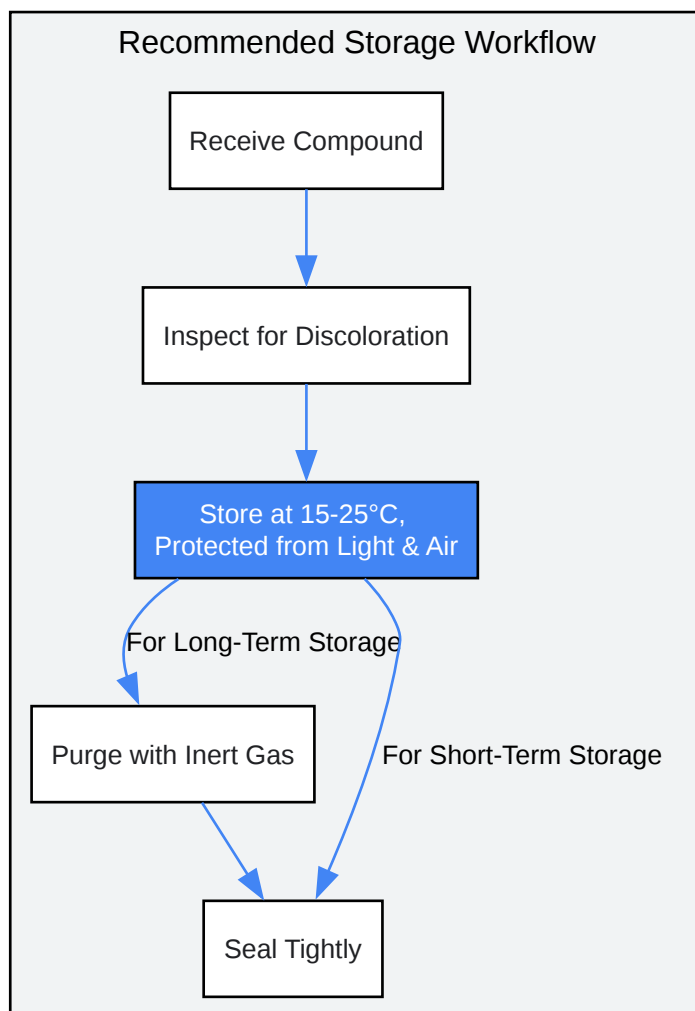 Recommended Storage Workflow
Receive Compound
Inspect for Discoloration
Store at 15-25°C,
Protected from Light & Air
For Long-Term Storage
Purge with Inert Gas
For Short-Term Storage
Seal Tightly